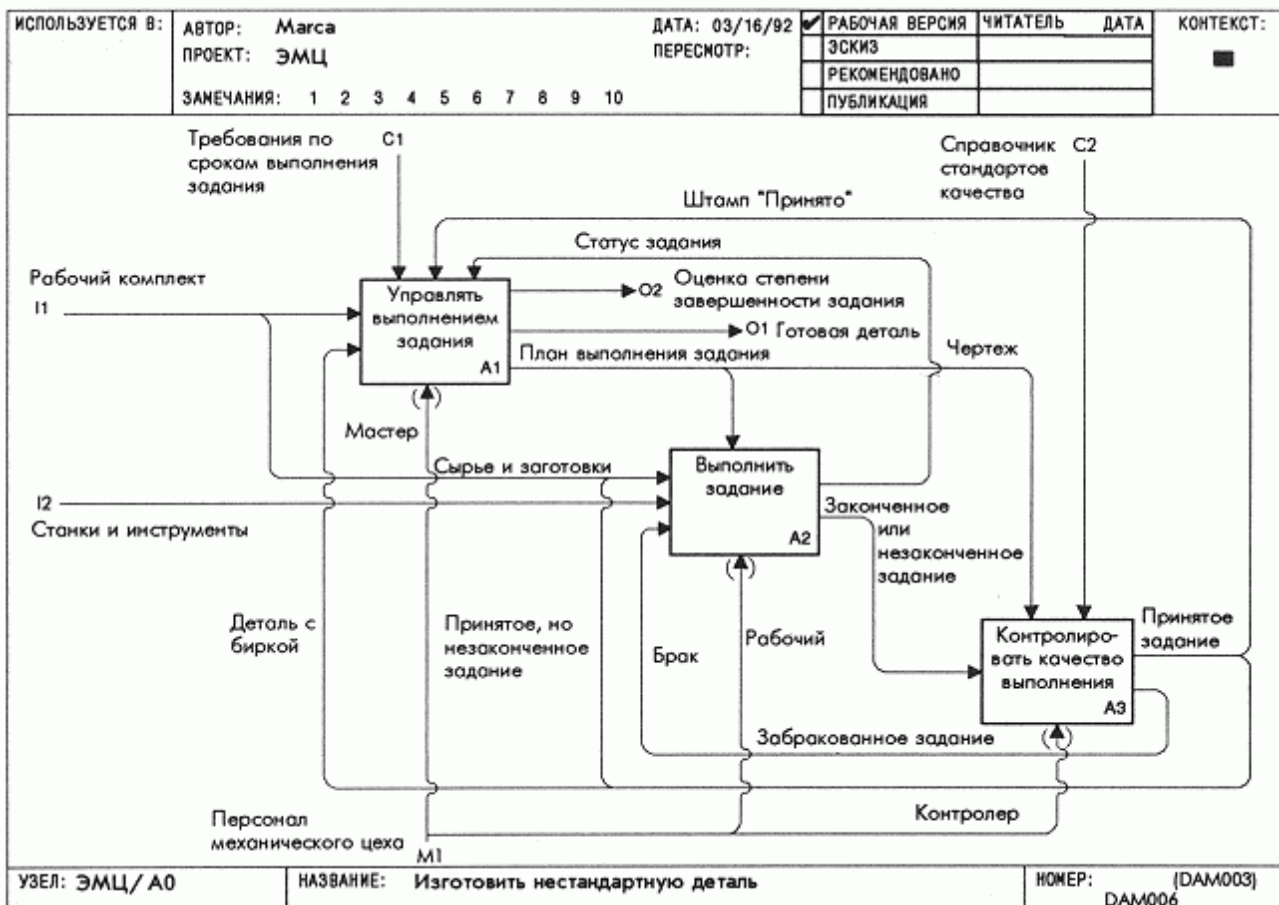 ИСПОЛЬЗУЕТСЯ В:
АВТОР: Marca
ДАТА: 03/16/92
ПРОЕКТ: ЭМЦ
ПЕРЕСМОТР:
ЗАМЕЧАНИЯ: 1 2 3 4 5 6 7 8 9 10
РАБОЧАЯ ВЕРСИЯ
ЧИТАТЕЛЬ ДАТА
ЭСКИЗ
РЕКОМЕНДОВАНО
ПУБЛИКАЦИЯ
КОНТЕКСТ:
Требования по
срокам выполнения
задания
C1
Справочник
стандартов
качества
C2
Штамп "Принято"
Статус задания
Рабочий комплект
I1
Управлять
выполнением
задания
A1
O2 Оценка степени
завершенности задания
O1 Готовая деталь
План выполнения задания
Чертеж
Мастер
Сырье и заготовки
I2
Станки и инструменты
Выполнить
задание
A2
Законченное
или
незаконченное
задание
Деталь с
биркой
Принятое, но
незаконченное
задание
Брак
Рабочий
Контролиро-
вать качество
выполнения
A3
Принятое
задание
Забракованное задание
Персонал
механического цеха
M1
Контролер
УЗЕЛ: ЭМЦ/A0
НАЗВАНИЕ: Изготовить нестандартную деталь
НОМЕР: (DAM003)
DAM006